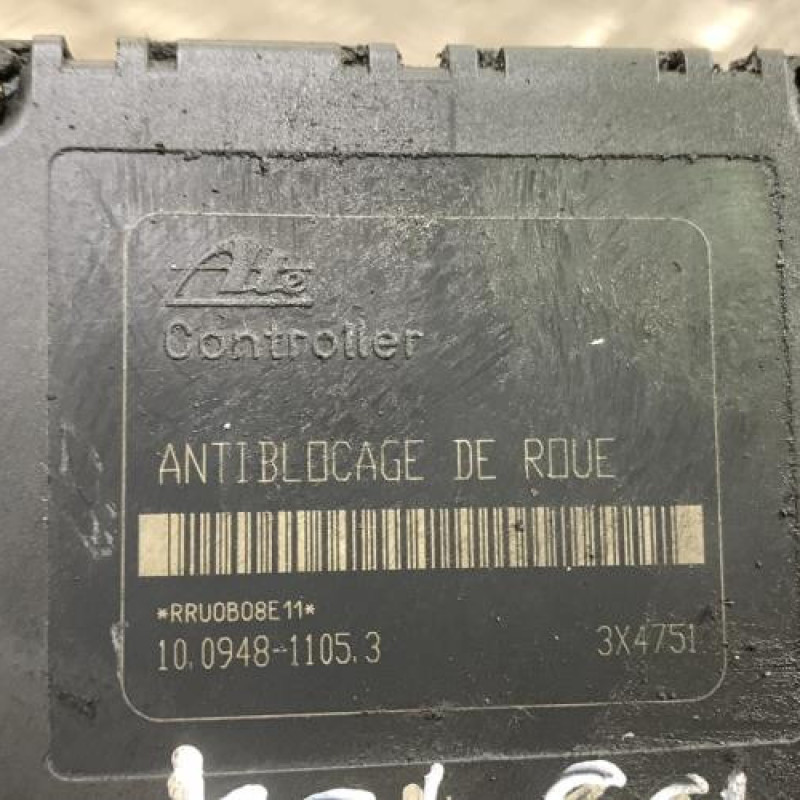 Ate
Controller
ANTIBLOCAGE DE ROUE
*RRU0B08E11*
10.0948-1105.3 3X4751